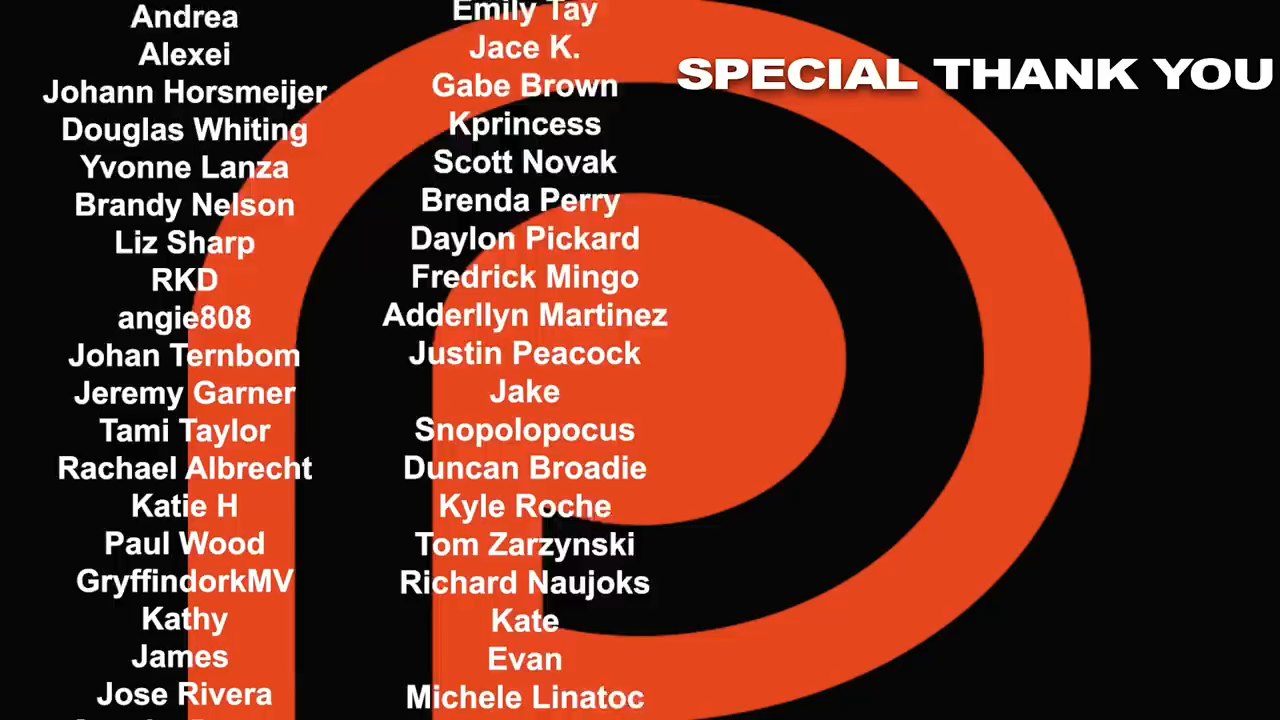 Andrea
Alexei
Johann Horsmeijer
Douglas Whiting
Yvonne Lanza
Brandy Nelson
Liz Sharp
RKD
angie808
Johan Ternbom
Jeremy Garner
Tami Taylor
Rachael Albrecht
Katie H
Paul Wood
GryffindorkMV
Kathy
James
Jose Rivera
Emily Tay
Jace K.
Gabe Brown
Kprincess
Scott Novak
Brenda Perry
Daylon Pickard
Fredrick Mingo
Adderllyn Martinez
Justin Peacock
Jake
Snopolopocus
Duncan Broadie
Kyle Roche
Tom Zarzynski
Richard Naujoks
Kate
Evan
Michele Linatoc
SPECIAL THANK YOU